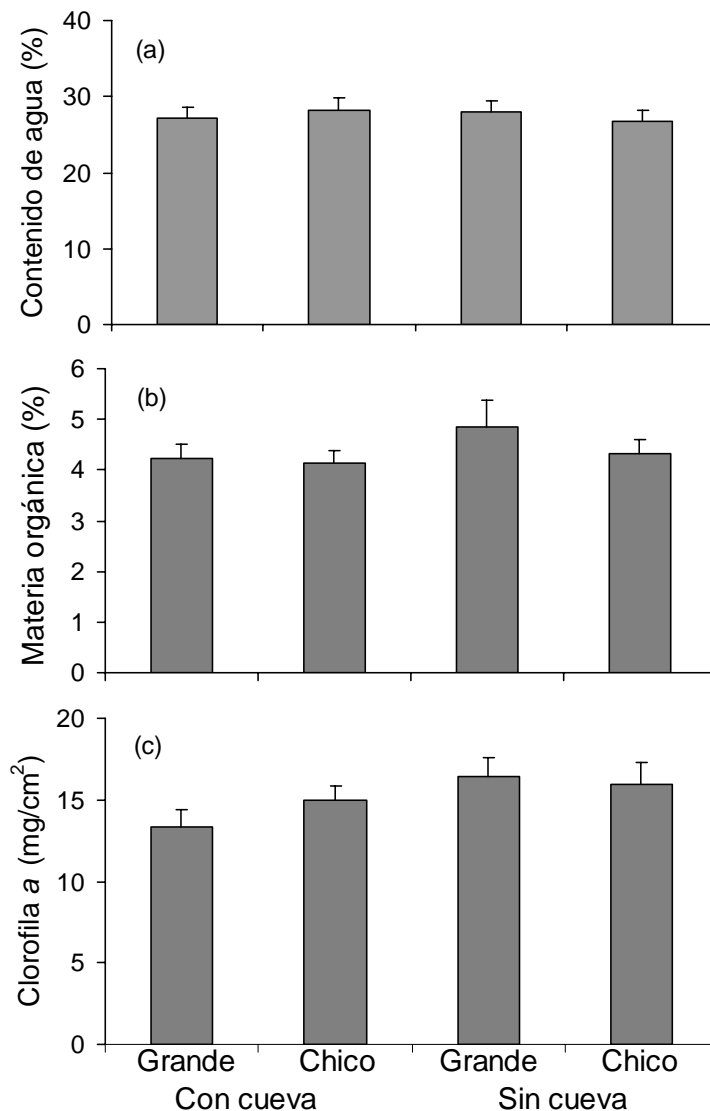 Contenido de agua (%)
(a)
40
30
20
10
0
Materia orgánica (%)
(b)
6
5
4
3
2
1
0
Clorofila a (mg/cm²)
(c)
20
15
10
5
0
Grande Chico Grande Chico
Con cueva Sin cueva